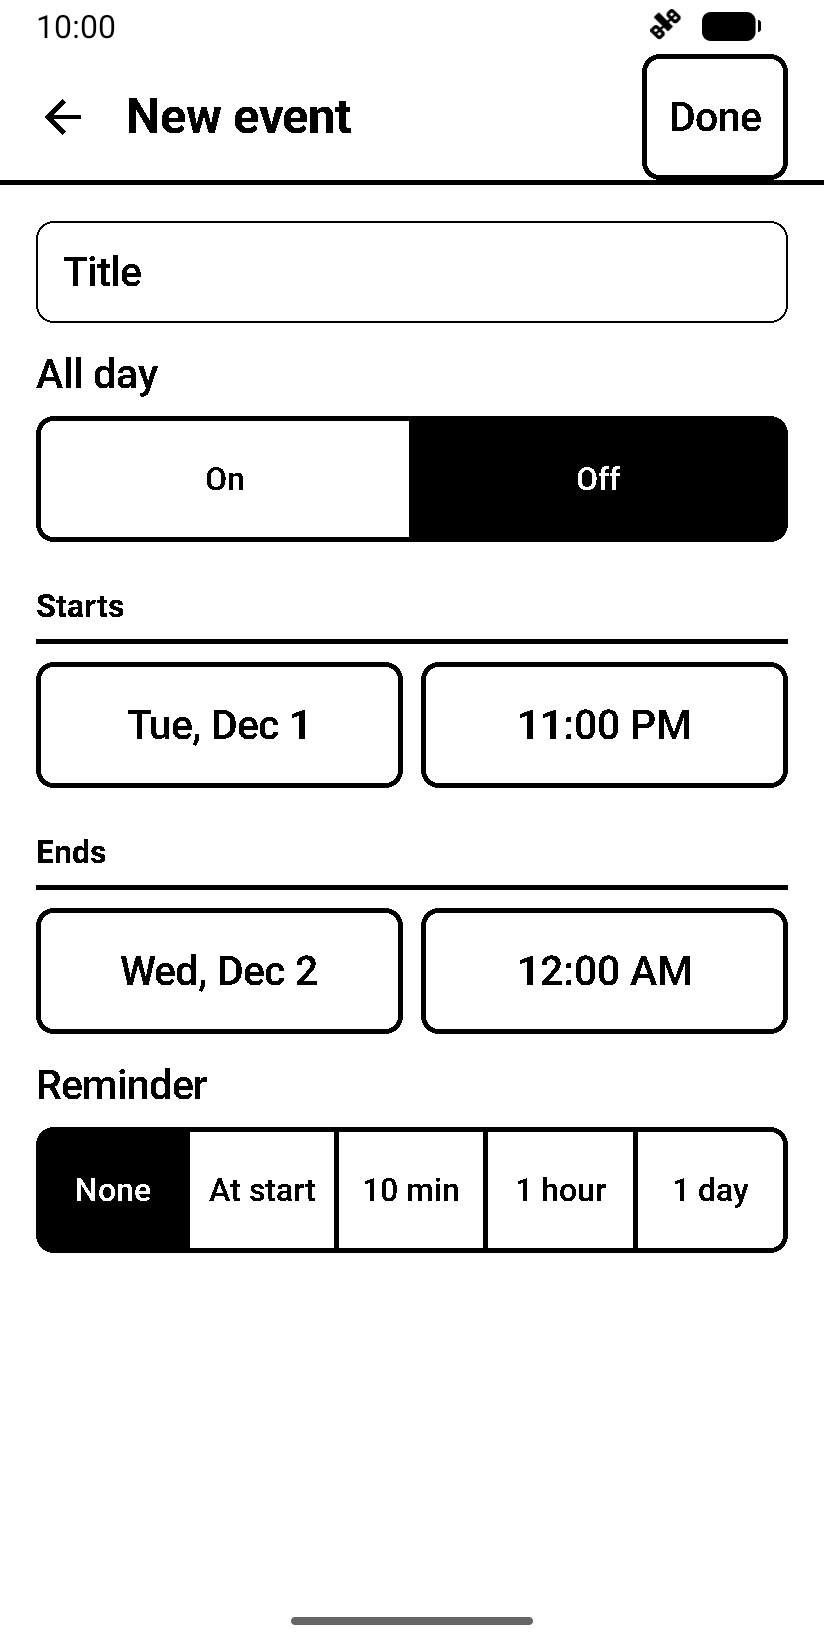 10:00
New event
Done
Title
All day
On
Off
Starts
Tue, Dec 1
11:00 PM
Ends
Wed, Dec 2
12:00 AM
Reminder
None
At start
10 min
1 hour
1 day